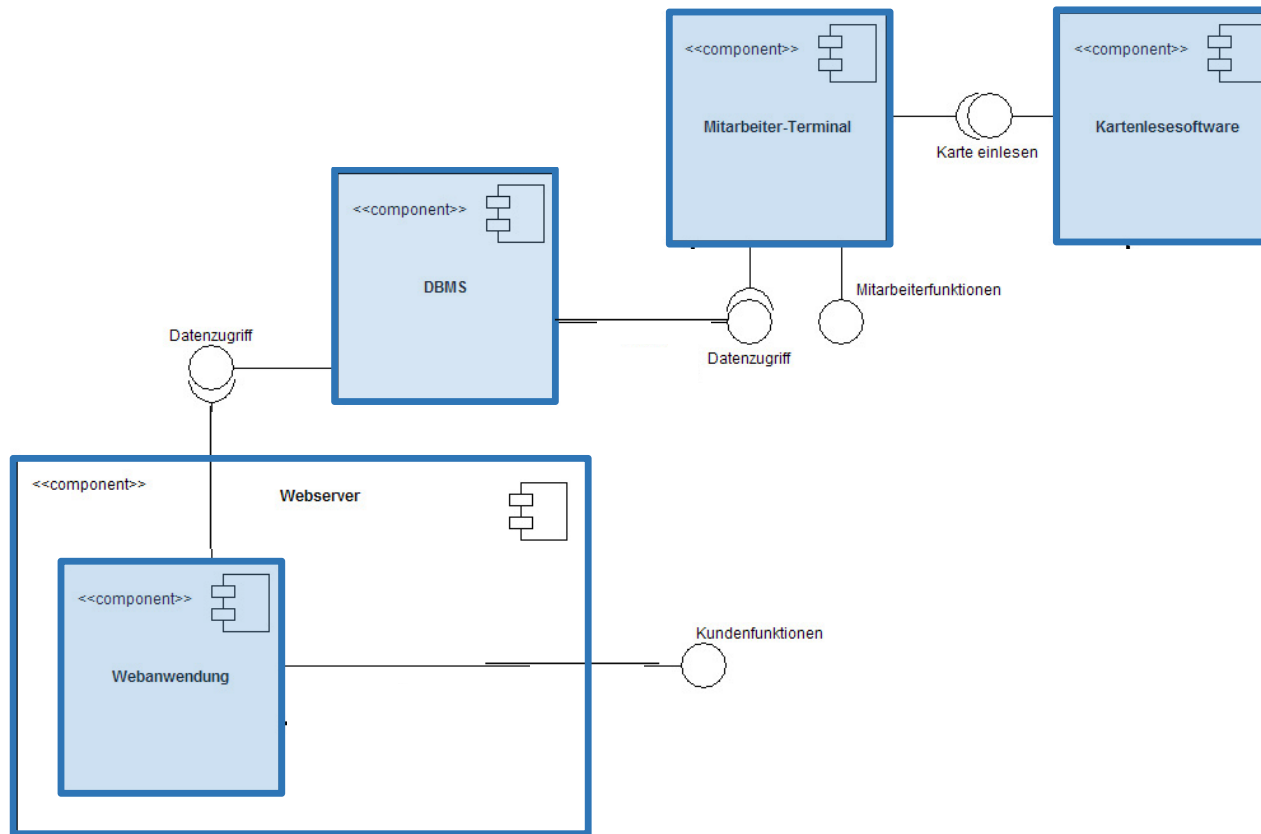 <<component>>
Mitarbeiter-Terminal
<<component>>
Kartenlesesoftware
Karte einlesen
<<component>>
DBMS
Mitarbeiterfunktionen
Datenzugriff
Datenzugriff
<<component>>
Webserver
<<component>>
Webanwendung
Kundenfunktionen